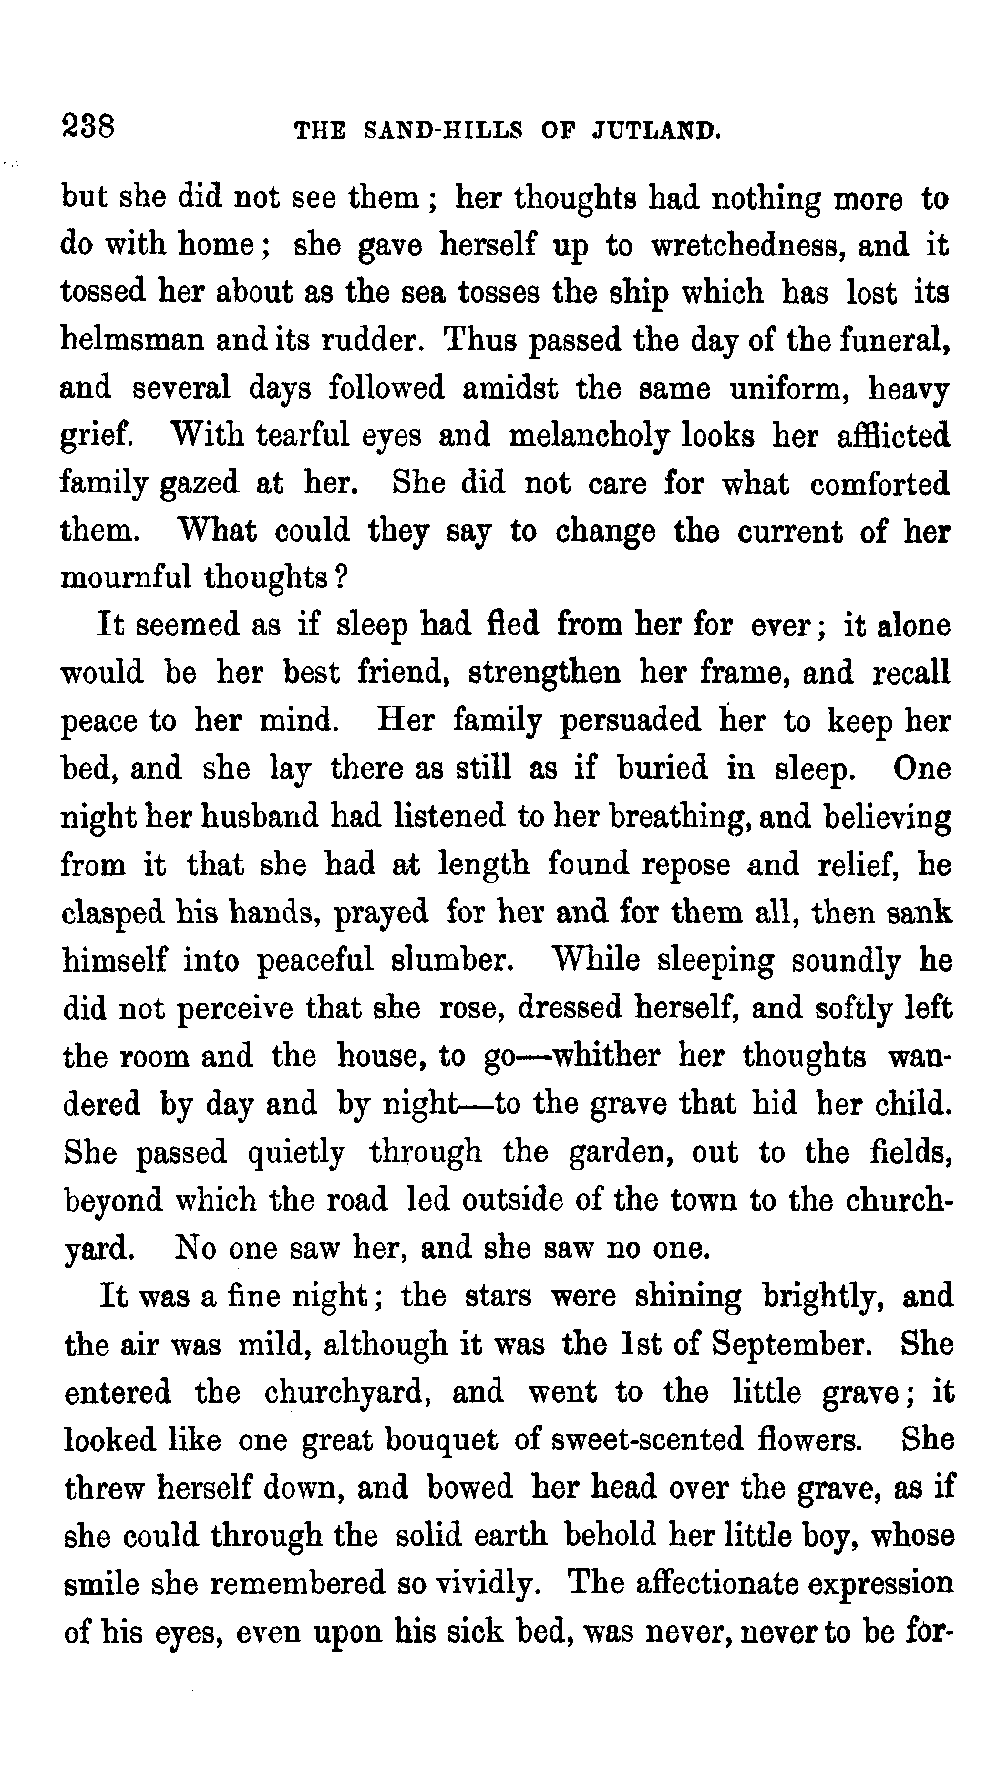 238 THE SAND-HILLS OF JUTLAND.
but she did not see them ; her thoughts had nothing more to
do with home ; she gave herself up to wretchedness, and it
tossed her about as the sea tosses the ship which has lost its
helmsman and its rudder. Thus passed the day of the funeral,
and several days followed amidst the same uniform, heavy
grief. With tearful eyes and melancholy looks her afflicted
family gazed at her. She did not care for what comforted
them. What could they say to change the current of her
mournful thoughts ?
It seemed as if sleep had fled from her for ever ; it alone
would be her best friend, strengthen her frame, and recall
peace to her mind. Her family persuaded her to keep her
bed, and she lay there as still as if buried in sleep. One
night her husband had listened to her breathing, and believing
from it that she had at length found repose and relief, he
clasped his hands, prayed for her and for them all, then sank
himself into peaceful slumber. While sleeping soundly he
did not perceive that she rose, dressed herself, and softly left
the room and the house, to go—whither her thoughts wan-
dered by day and by night—to the grave that hid her child.
She passed quietly through the garden, out to the fields,
beyond which the road led outside of the town to the church-
yard. No one saw her, and she saw no one.
It was a fine night ; the stars were shining brightly, and
the air was mild, although it was the 1st of September. She
entered the churchyard, and went to the little grave ; it
looked like one great bouquet of sweet-scented flowers. She
threw herself down, and bowed her head over the grave, as if
she could through the solid earth behold her little boy, whose
smile she remembered so vividly. The affectionate expression
of his eyes, even upon his sick bed, was never, never to be for-